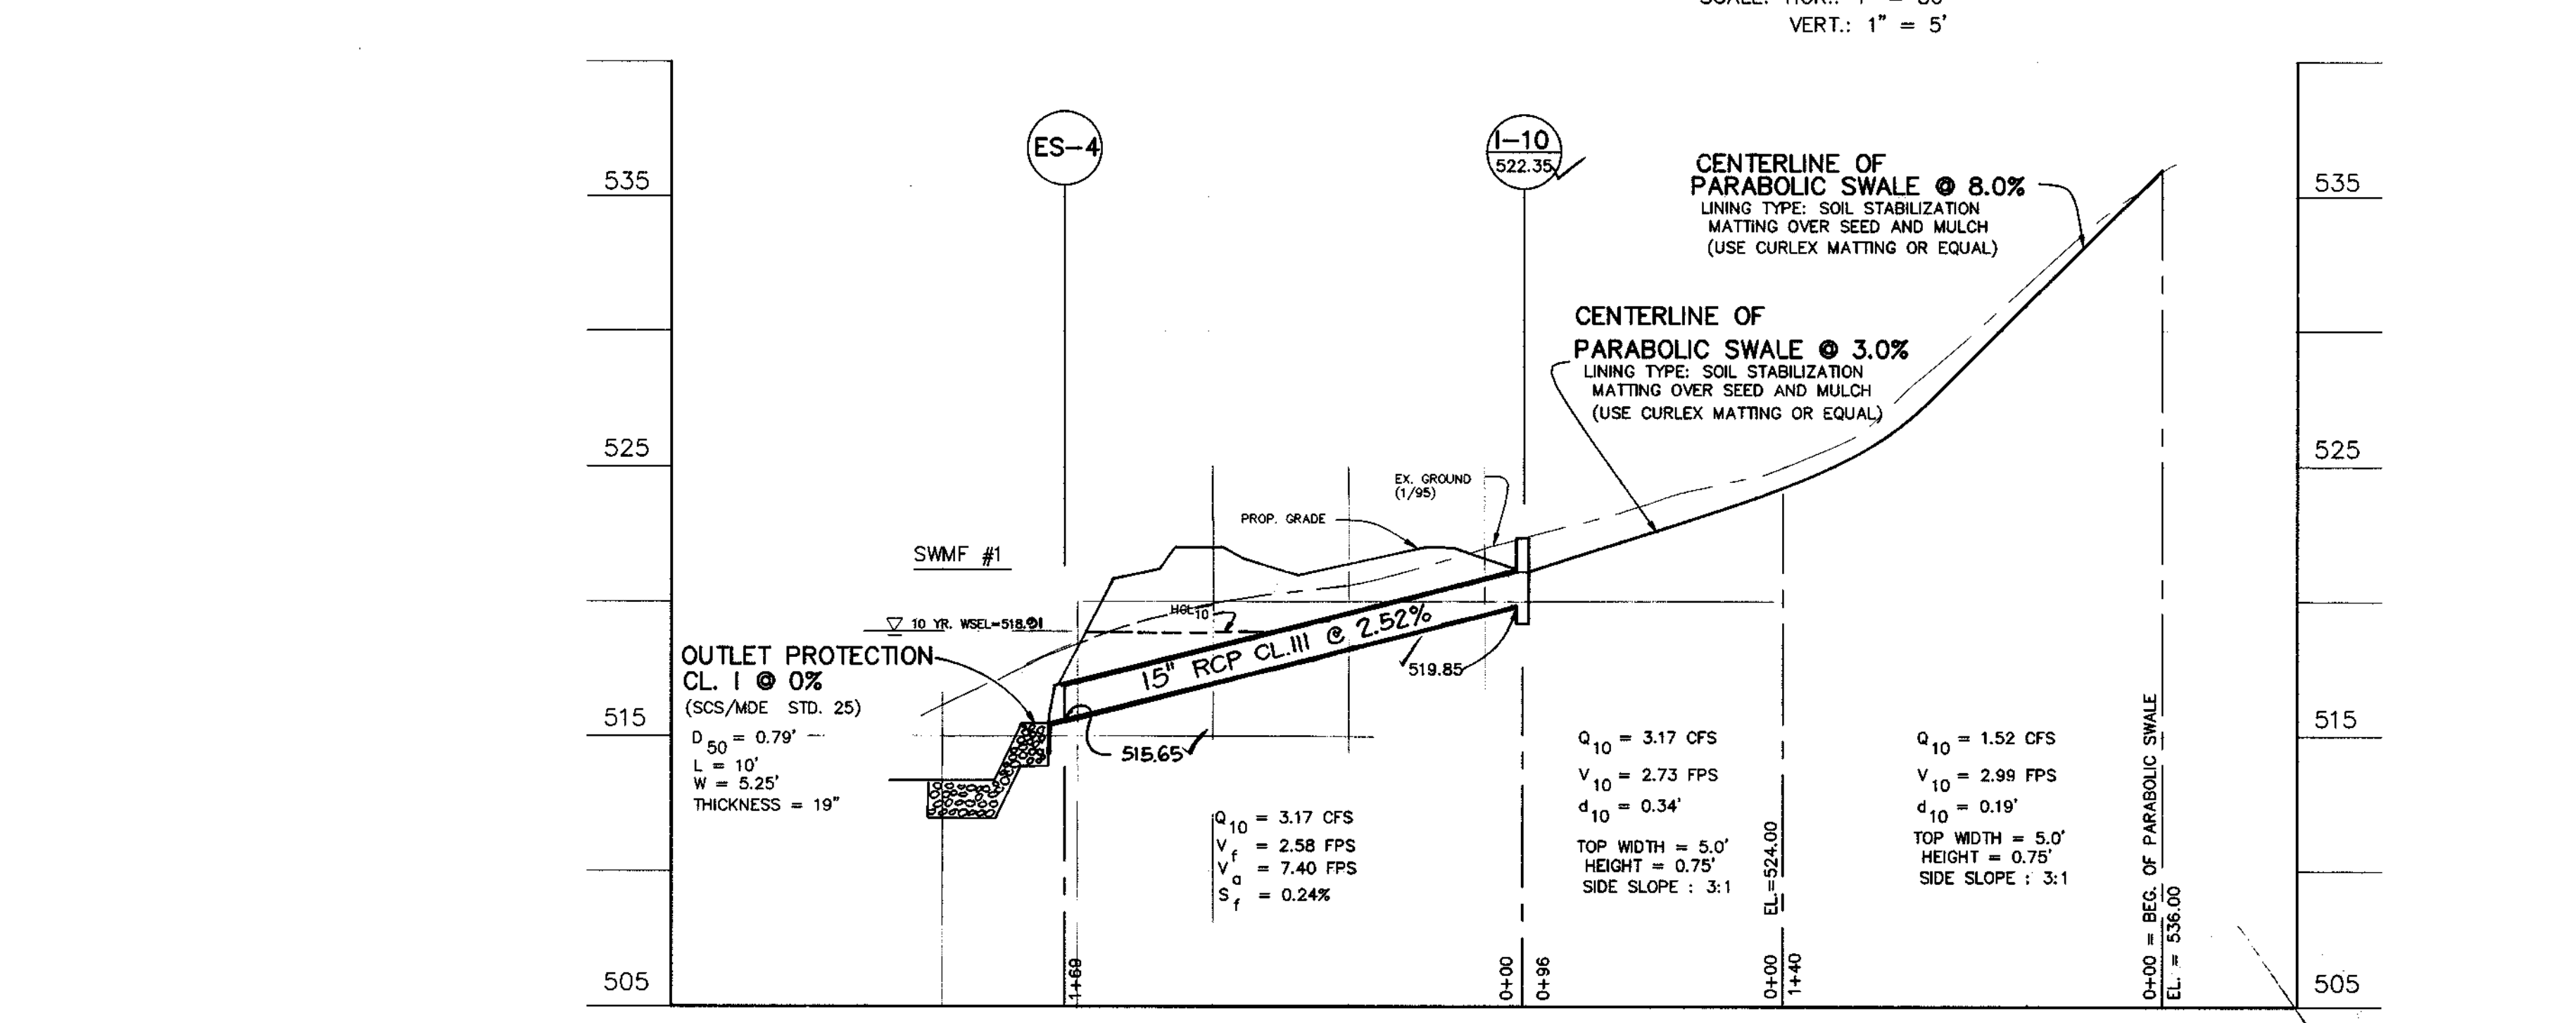 VERT.: 1" = 5'
ES-4
I-10
522.35
CENTERLINE OF
PARABOLIC SWALE @ 8.0%
LINING TYPE: SOIL STABILIZATION
MATTING OVER SEED AND MULCH
(USE CURLEX MATTING OR EQUAL)
535
535
CENTERLINE OF
PARABOLIC SWALE @ 3.0%
LINING TYPE: SOIL STABILIZATION
MATTING OVER SEED AND MULCH
(USE CURLEX MATTING OR EQUAL)
525
525
EX. GROUND
(1/95)
PROP. GRADE
SWMF #1
HGL10
10 YR. WSEL=518.91
15" RCP CL.III @ 2.52%
519.85
OUTLET PROTECTION
CL. I @ 0%
(SCS/MDE STD. 25)
515
515
D50 = 0.79'
L = 10'
W = 5.25'
THICKNESS = 19"
515.65
Q10 = 3.17 CFS
Vf = 2.58 FPS
Va = 7.40 FPS
Sf = 0.24%
Q10 = 3.17 CFS
V10 = 2.73 FPS
d10 = 0.34'
TOP WIDTH = 5.0'
HEIGHT = 0.75'
SIDE SLOPE : 3:1
Q10 = 1.52 CFS
V10 = 2.99 FPS
d10 = 0.19'
TOP WIDTH = 5.0'
HEIGHT = 0.75'
SIDE SLOPE : 3:1
505
505
1+69
0+00
0+96
0+00 EL=524.00
1+40
0+00 = BEG. OF PARABOLIC SWALE
EL. = 536.00